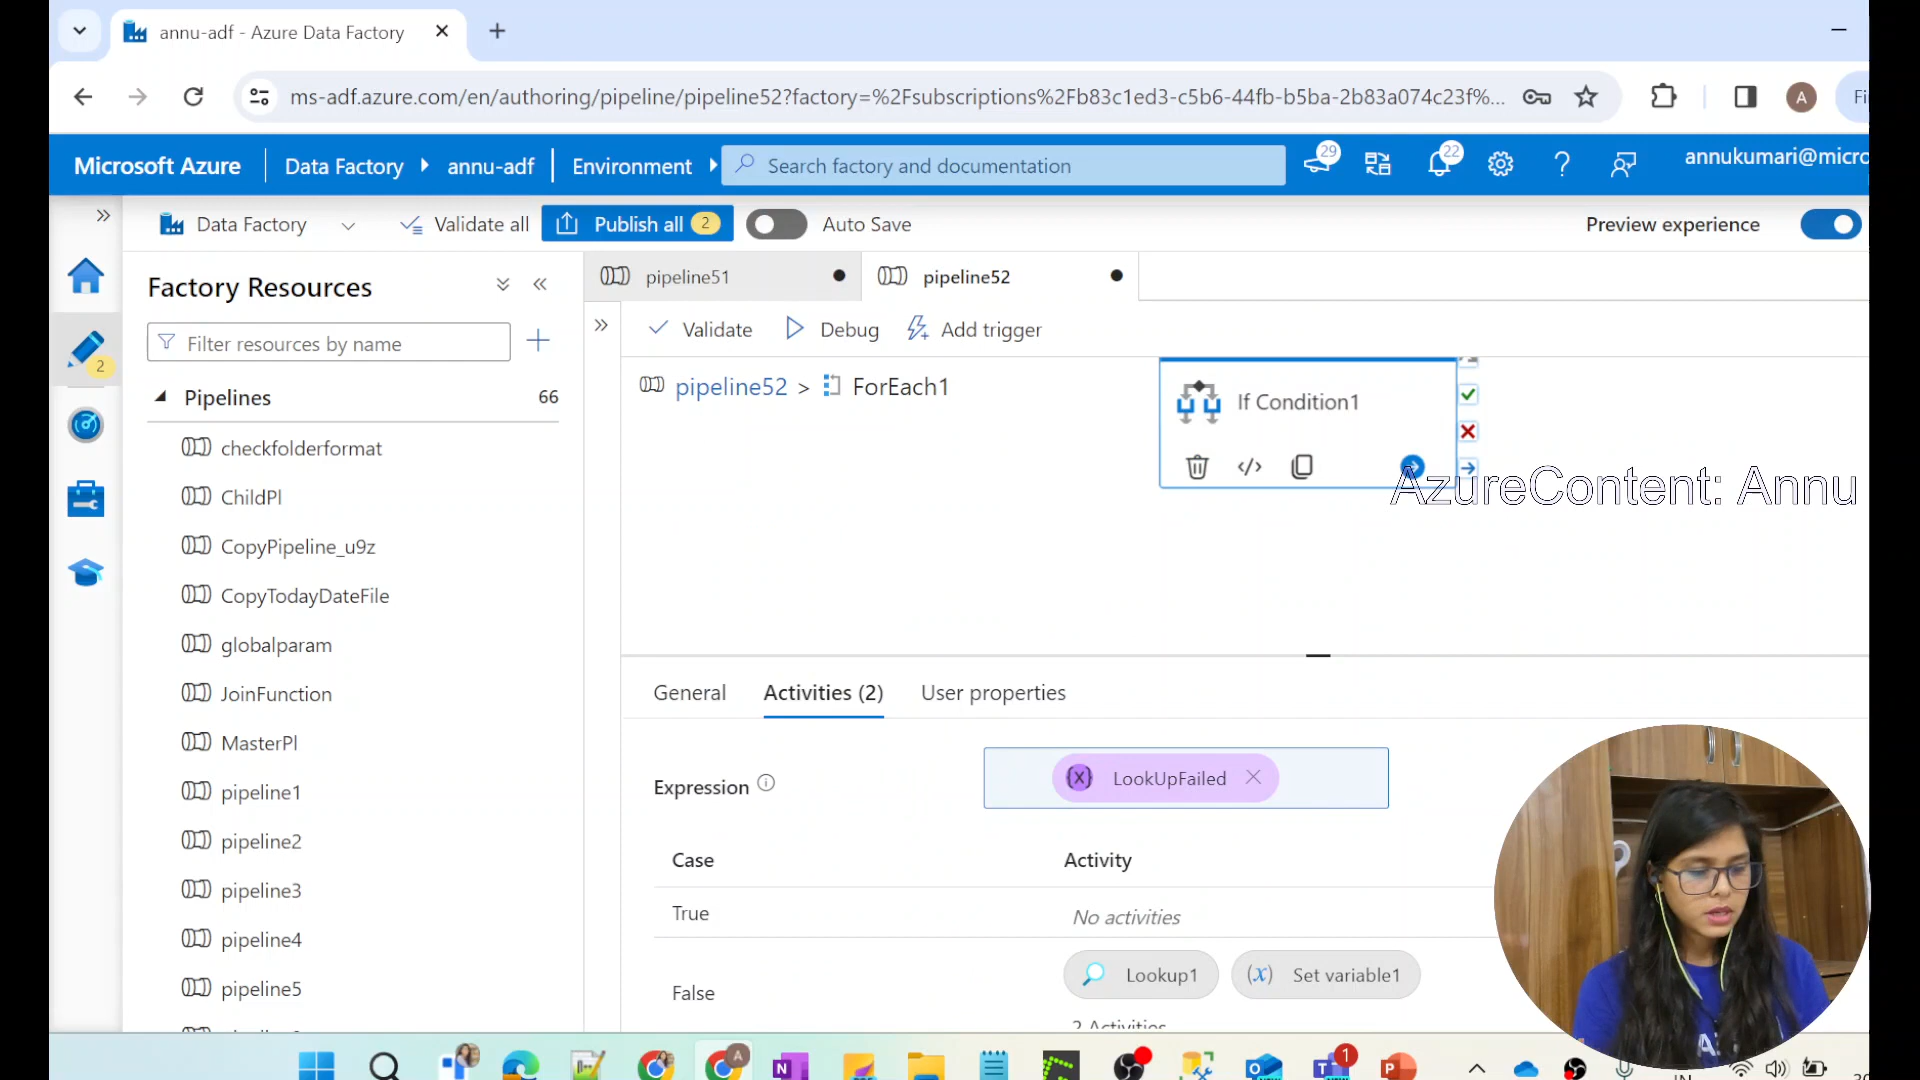 annu-adf - Azure Data Factory
ms-adf.azure.com/en/authoring/pipeline/pipeline52?factory=%2Fsubscriptions%2Fb83c1ed3-c5b6-44fb-b5ba-2b83a074c23f%...
A
Fi
Microsoft Azure
Data Factory
annu-adf
Environment
Search factory and documentation
29
22
annukumari@micro
Data Factory
Validate all
Publish all
2
Auto Save
Preview experience
Factory Resources
pipeline51
pipeline52
Filter resources by name
Validate
Debug
Add trigger
2
Pipelines
66
pipeline52 > ForEach1
If Condition1
checkfolderformat
ChildPl
AzureContent: Annu
CopyPipeline_u9z
CopyTodayDateFile
globalparam
JoinFunction
General
Activities (2)
User properties
MasterPl
Expression
LookUpFailed
pipeline1
pipeline2
Case
Activity
pipeline3
True
No activities
pipeline4
Lookup1
Set variable1
pipeline5
False
2 Activities
A
1